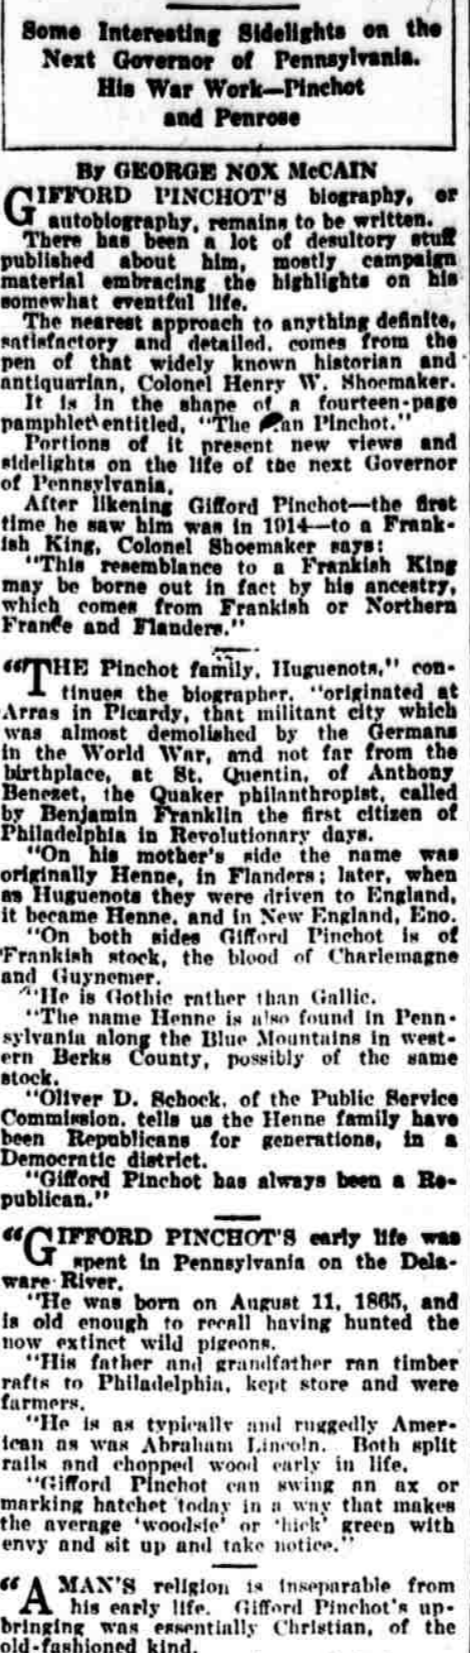 Some Interesting Sidelights on the
Next Governor of Pennsylvania.
His War Work—Pinchot
and Penrose
By GEORGE NOX McCAIN
GIFFORD PINCHOT'S biography, or
autobiography, remains to be written.
There has been a lot of desultory stuff
published about him, mostly campaign
material embracing the highlights on his
somewhat eventful life.
The nearest approach to anything definite,
satisfactory and detailed, comes from the
pen of that widely known historian and
antiquarian, Colonel Henry W. Shoemaker.
It is in the shape of a fourteen-page
pamphlet entitled, "The an Pinchot."
Portions of it present new views and
sidelights on the life of the next Governor
of Pennsylvania.
After likening Gifford Pinchot—the first
time he saw him was in 1914—to a Frank-
ish King, Colonel Shoemaker says:
"This resemblance to a Frankish King
may be borne out in fact by his ancestry,
which comes from Frankish or Northern
France and Flanders."
"THE Pinchot family, Huguenots," con-
tinues the biographer, "originated at
Arras in Picardy, that militant city which
was almost demolished by the Germans
in the World War, and not far from the
birthplace, at St. Quentin, of Anthony
Benezet, the Quaker philanthropist, called
by Benjamin Franklin the first citizen of
Philadelphia in Revolutionary days.
"On his mother's side the name was
originally Henne, in Flanders; later, when
as Huguenots they were driven to England,
it became Henne, and in New England, Eno.
"On both sides Gifford Pinchot is of
Frankish stock, the blood of Charlemagne
and Guynemer.
"He is Gothic rather than Gallic.
"The name Henne is also found in Penn-
sylvania along the Blue Mountains in west-
ern Berks County, possibly of the same
stock.
"Oliver D. Schock, of the Public Service
Commission, tells us the Henne family have
been Republicans for generations, in a
Democratic district.
"Gifford Pinchot has always been a Re-
publican."
"GIFFORD PINCHOT'S early life was
spent in Pennsylvania on the Dela-
ware River.
"He was born on August 11, 1865, and
is old enough to recall having hunted the
now extinct wild pigeons.
"His father and grandfather ran timber
rafts to Philadelphia, kept store and were
farmers.
"He is as typically and ruggedly Amer-
ican as was Abraham Lincoln. Both split
rails and chopped wood early in life.
"Gifford Pinchot can swing an ax or
marking hatchet today in a way that makes
the average 'woodsie' or 'hick' green with
envy and sit up and take notice."
"A MAN'S religion is inseparable from
his early life. Gifford Pinchot's up-
bringing was essentially Christian, of the
old-fashioned kind.